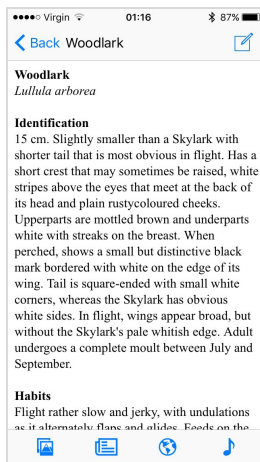 Virgin 01:16 87%
Back Woodlark
Woodlark
Lullula arborea
Identification
15 cm. Slightly smaller than a Skylark with
shorter tail that is most obvious in flight. Has a
short crest that may sometimes be raised, white
stripes above the eyes that meet at the back of
its head and plain rustycoloured cheeks.
Upperparts are mottled brown and underparts
white with streaks on the breast. When
perched, shows a small but distinctive black
mark bordered with white on the edge of its
wing. Tail is square-ended with small white
corners, whereas the Skylark has obvious
white sides. In flight, wings appear broad, but
without the Skylark's pale whitish edge. Adult
undergoes a complete moult between July and
September.
Habits
Flight rather slow and jerky, with undulations
as it alternately flaps and glides. Feeds on the